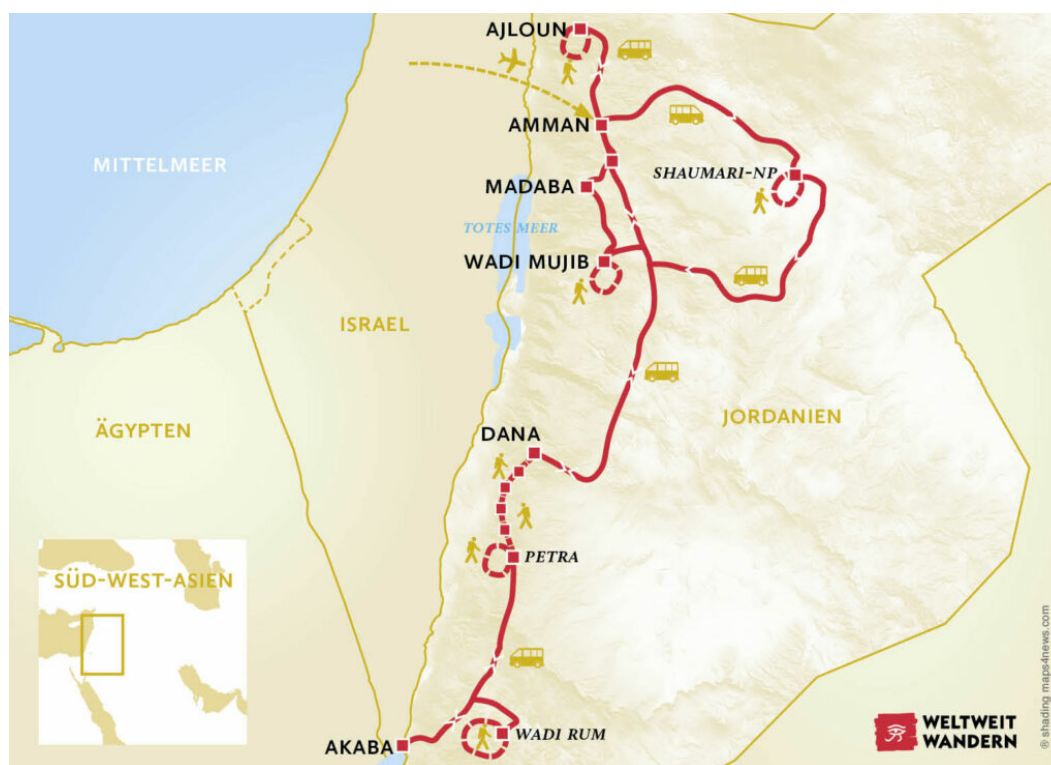 AJLOUN
AMMAN
MITTELMEER
SHAUMARI-NP
MADABA
TOTES MEER
WADI MUJIB
ISRAEL
JORDANIEN
ÄGYPTEN
DANA
PETRA
SÜD-WEST-ASIEN
WADI RUM
AKABA
WELTWEIT
WANDERN
® shading maps4news.com